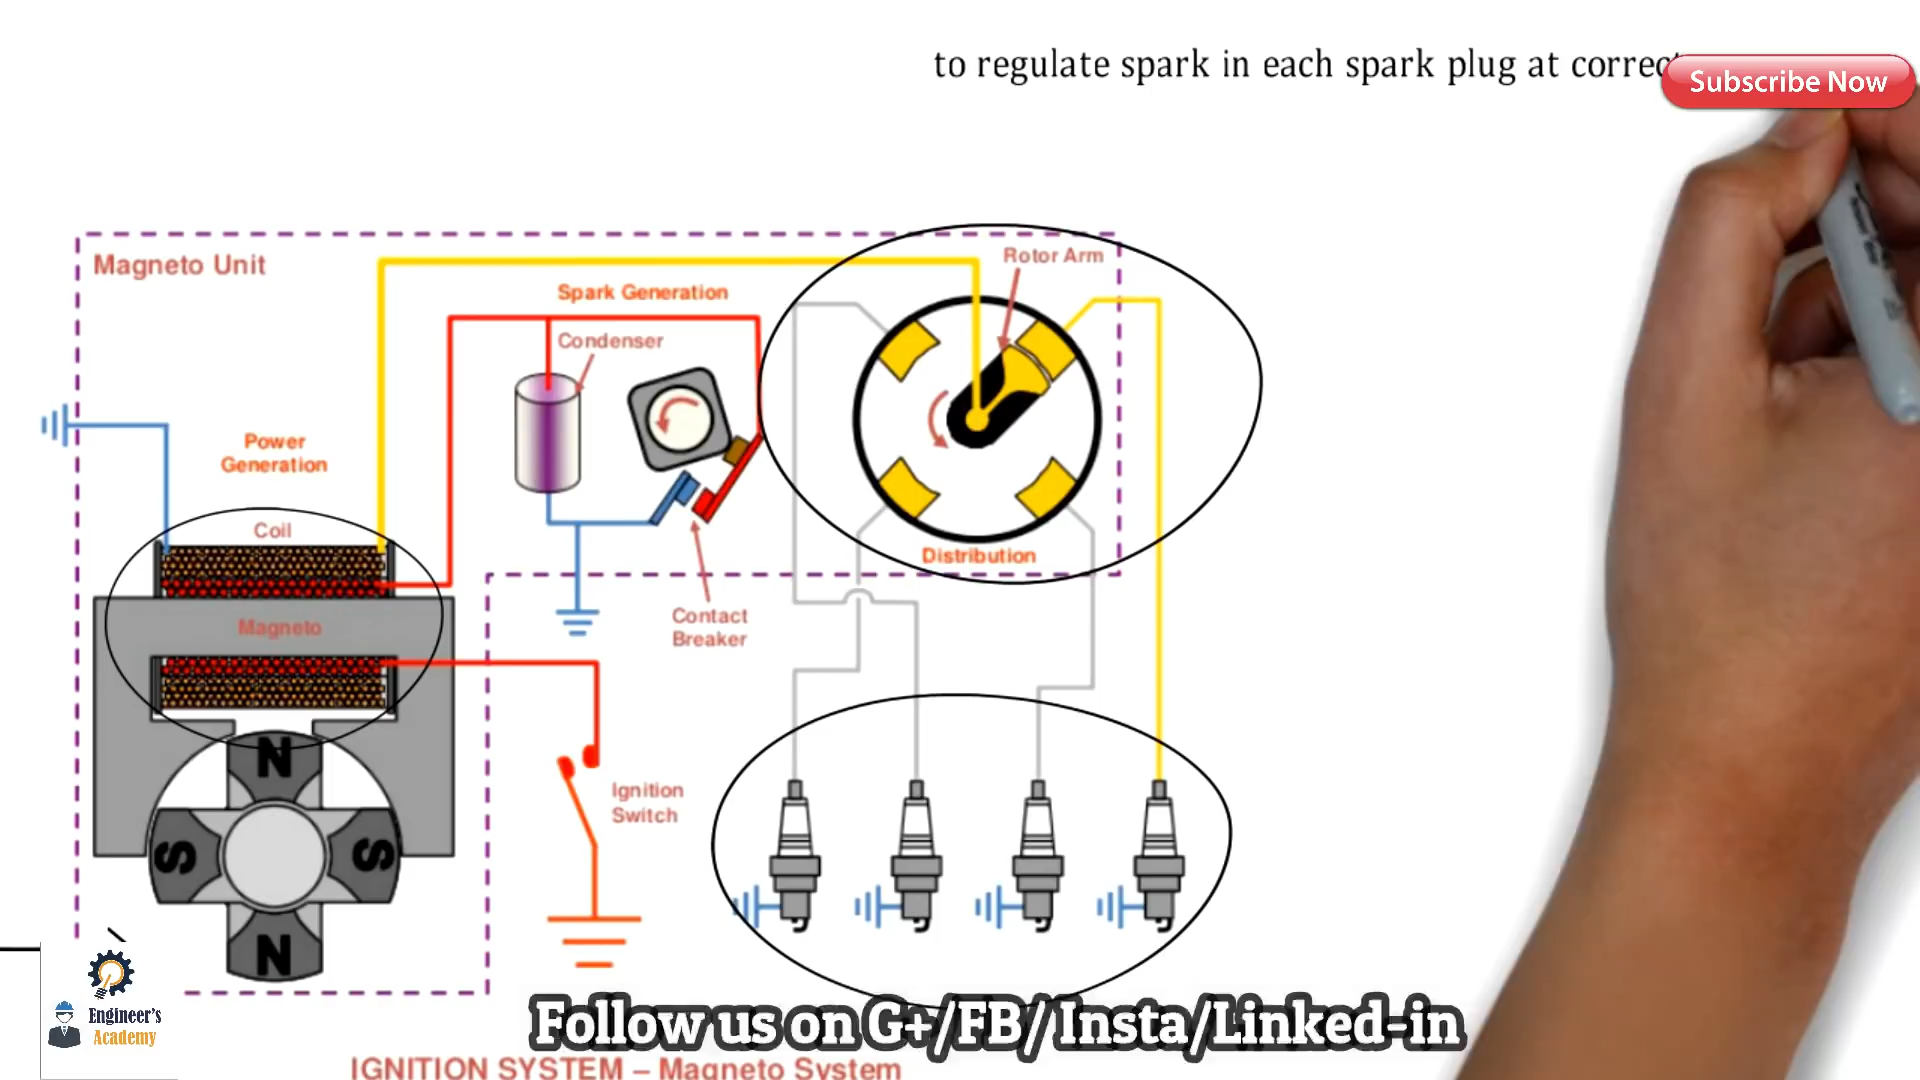 to regulate spark in each spark plug at correct
Subscribe Now
Magneto Unit
Rotor Arm
Spark Generation
Condenser
Power
Generation
Coil
Distribution
Contact
Breaker
Magneto
N
S
S
N
Ignition
Switch
Engineer's
Academy
Follow us on G+/FB/Insta/Linked-in
IGNITION SYSTEM – Magneto System